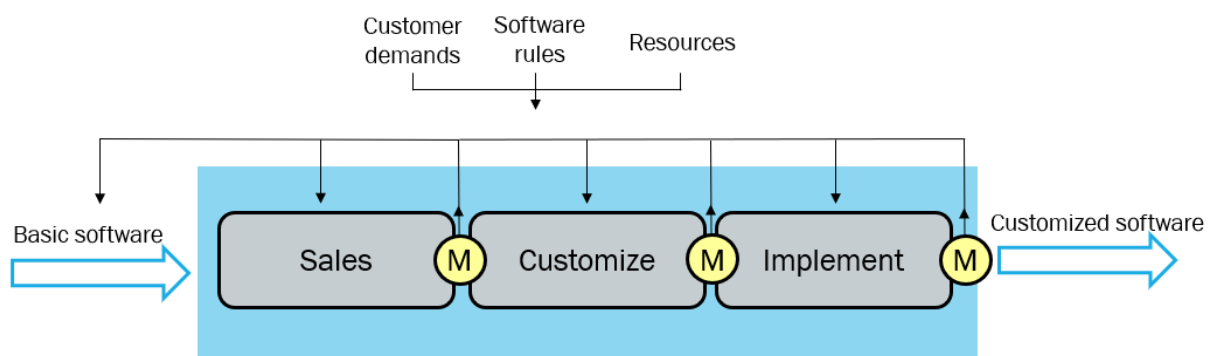 Customer
demands
Software
rules
Resources
Basic software
Customized software
Sales
M
Customize
M
Implement
M